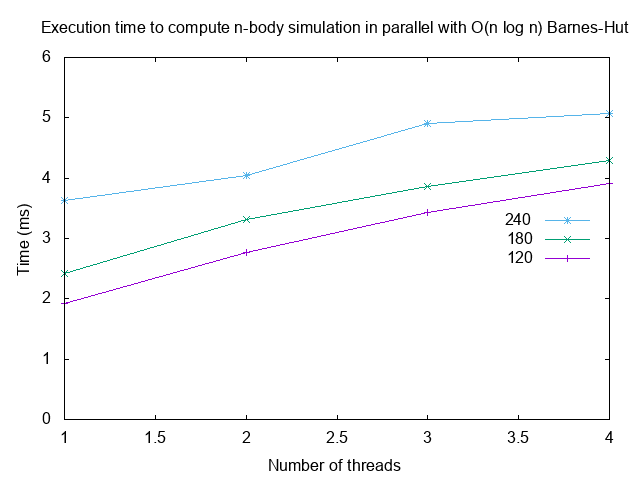 Execution time to compute n-body simulation in parallel with O(n log n) Barnes-Hut
6
5
4
3
2
1
0
Time (ms)
240
180
120
1 1.5 2 2.5 3 3.5 4
Number of threads